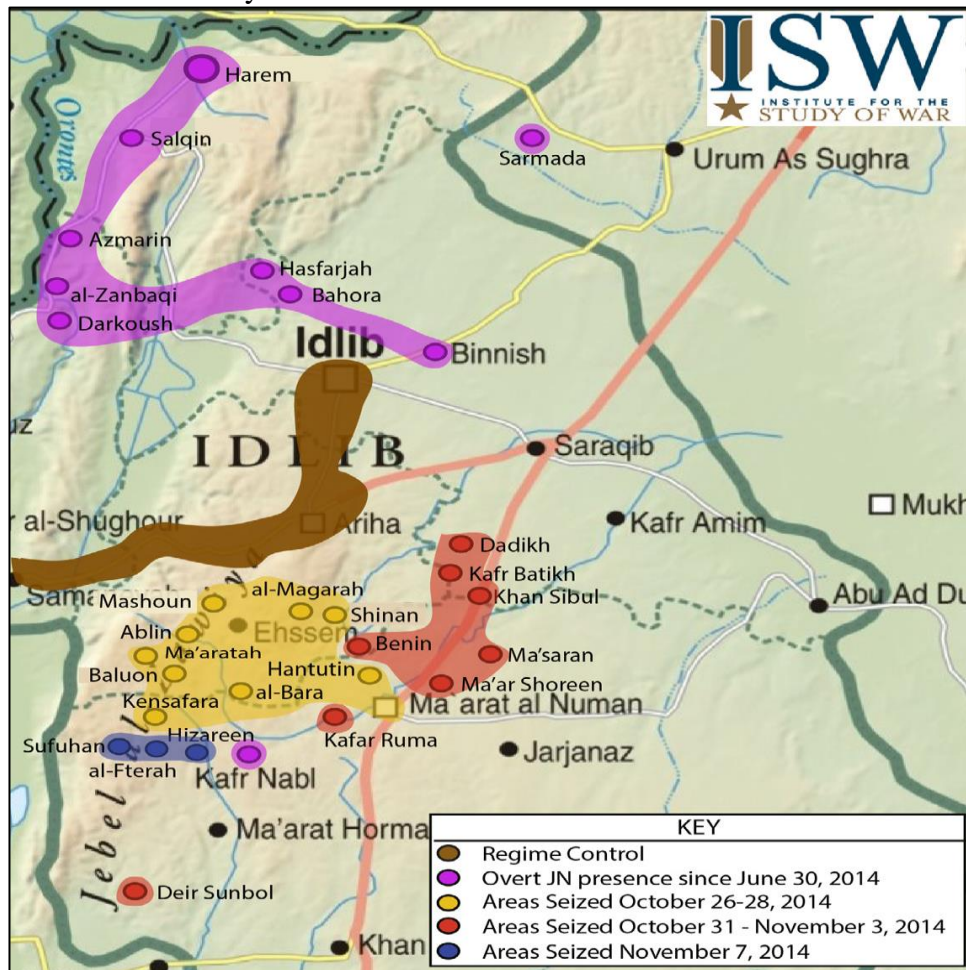 ISW
INSTITUTE FOR THE
STUDY OF WAR
Harem
Orontes
Salqin
Sarmada
Urum As Sughra
Azmarin
Hasfarjah
al-Zanbaqi
Bahora
Darkoush
Idlib
Binnish
IDLIB
Saraqib
al-Shughour
Ariha
Mukh
Kafr Amim
Dadikh
Kafr Batikh
al-Magarah
Khan Sibul
Abu Ad Du
Mashoun
Shinan
Ablin
Ehssem
Benin
Ma'aratah
Ma'saran
Baluon
Hantutin
Ma'ar Shoreen
al-Bara
Kensafara
Ma arat al Numan
Kafar Ruma
Hizareen
Sufuhan
al-Fterah
Kafr Nabl
Jarjanaz
Jebel
Ma'arat Horma
Deir Sunbol
Khan
KEY
Regime Control
Overt JN presence since June 30, 2014
Areas Seized October 26-28, 2014
Areas Seized October 31 - November 3, 2014
Areas Seized November 7, 2014